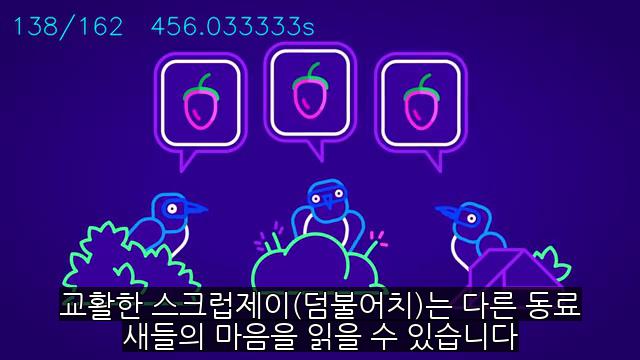 138/162 456.033333s
교활한 스크럽제이(덤불어치)는 다른 동료
새들의 마음을 읽을 수 있습니다